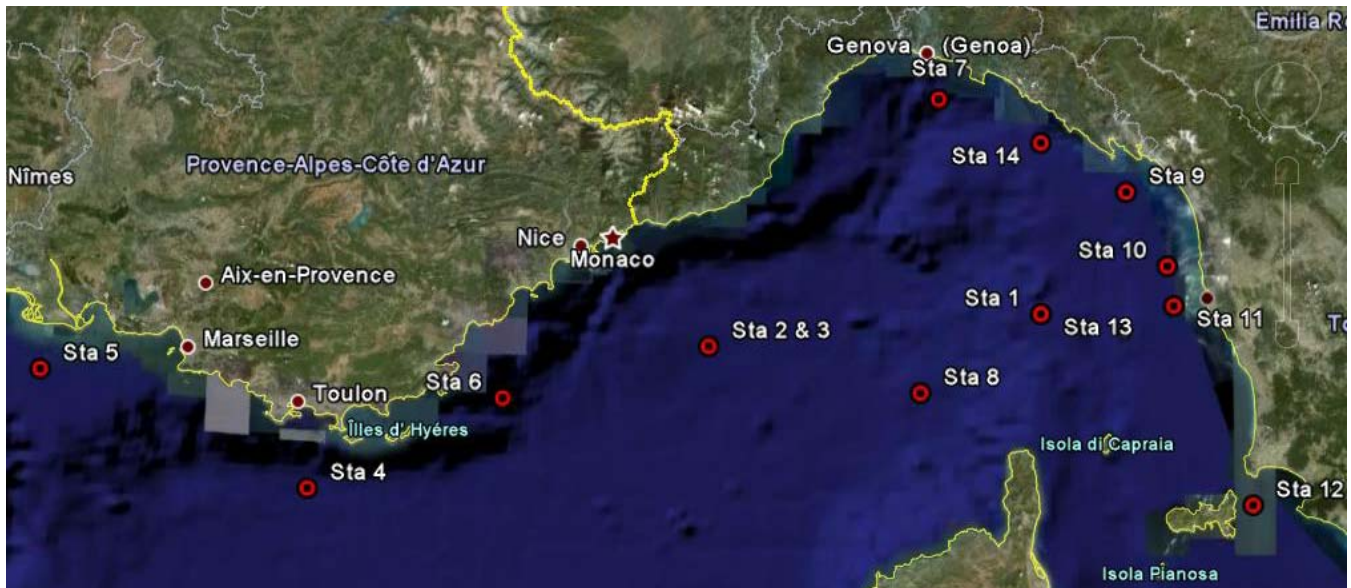 Emilia R
Genova (Genoa)
Sta 7
Provence-Alpes-Côte d'Azur
Nîmes
Sta 14
Sta 9
Nice
Monaco
Sta 10
Aix-en-Provence
Sta 1
Sta 13
Sta 11
To
Marseille
Sta 2 & 3
Sta 5
Sta 6
Sta 8
Toulon
Îlles d' Hyéres
Isola di Capraia
Sta 4
Sta 12
Isola Pianosa